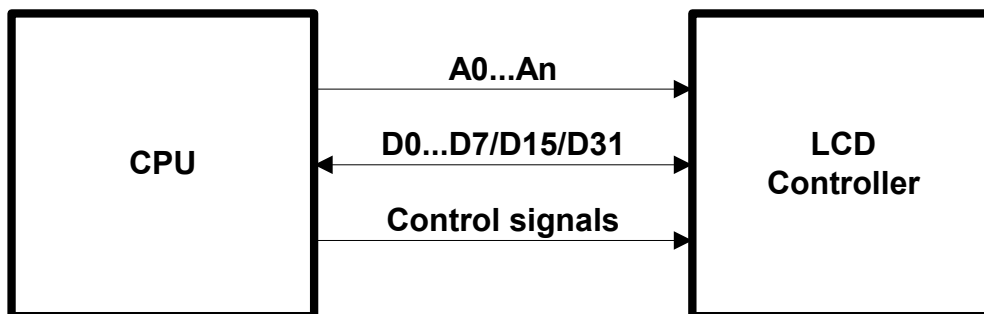 A0...An
D0...D7/D15/D31
CPU
LCD
Controller
Control signals